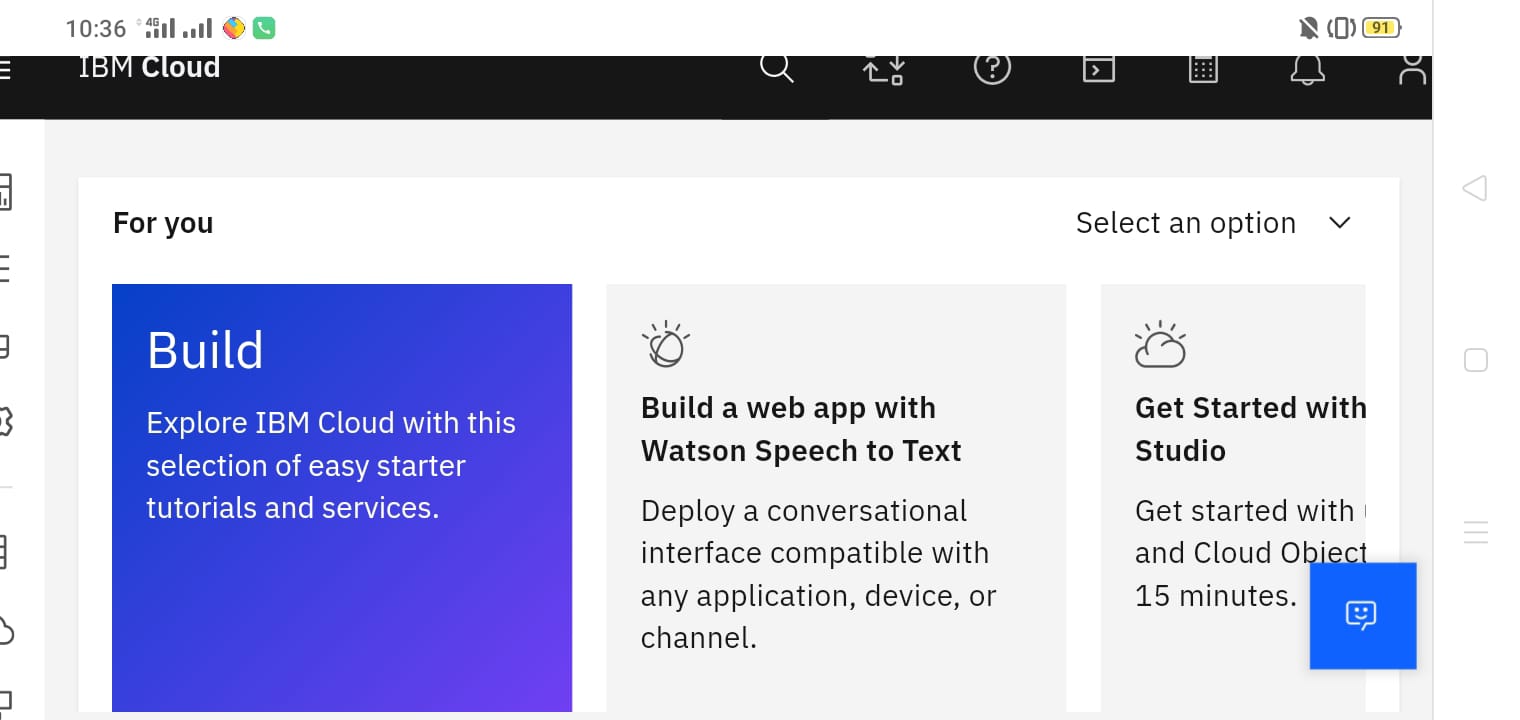 10:36 4G 91
IBM Cloud
For you
Select an option
Build
Explore IBM Cloud with this
selection of easy starter
tutorials and services.
Build a web app with
Watson Speech to Text
Deploy a conversational
interface compatible with
any application, device, or
channel.
Get Started with
Studio
Get started with
and Cloud Object
15 minutes.